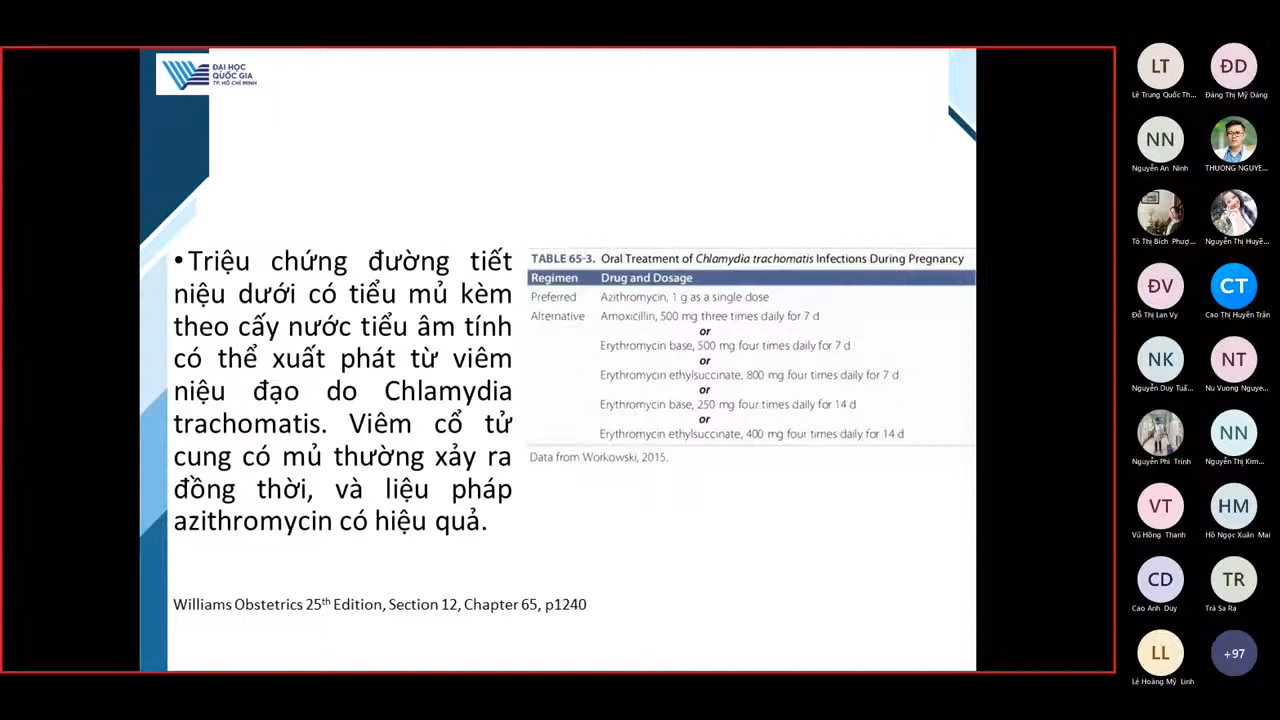 ĐẠI HỌC
QUỐC GIA
TP. HỒ CHÍ MINH
•Triệu chứng đường tiết
niệu dưới có tiểu mủ kèm
theo cấy nước tiểu âm tính
có thể xuất phát từ viêm
niệu đạo do Chlamydia
trachomatis. Viêm cổ tử
cung có mủ thường xảy ra
đồng thời, và liệu pháp
azithromycin có hiệu quả.
TABLE 65-3. Oral Treatment of Chlamydia trachomatis Infections During Pregnancy
Regimen Drug and Dosage
Preferred Azithromycin, 1 g as a single dose
Alternative Amoxicillin, 500 mg three times daily for 7 d
or
Erythromycin base, 500 mg four times daily for 7 d
or
Erythromycin ethylsuccinate, 800 mg four times daily for 7 d
or
Erythromycin base, 250 mg four times daily for 14 d
or
Erythromycin ethylsuccinate, 400 mg four times daily for 14 d
Data from Workowski, 2015.
Williams Obstetrics 25th Edition, Section 12, Chapter 65, p1240
LT ĐD
Lê Trung Quốc Th... Đặng Thị Mỹ Dáng
NN
Nguyễn An Ninh THUONG NGUYE...
Tô Thị Bích Phượ... Nguyễn Thị Huyề...
ĐV CT
Đỗ Thị Lan Vy Cao Thị Huyền Trân
NK NT
Nguyễn Duy Tuấ... Nu Vuong Nguye...
NN
Nguyễn Phi Trinh Nguyễn Thị Kim...
VT HM
Vũ Hồng Thanh Hồ Ngọc Xuân Mai
CD TR
Cao Anh Duy Trà Sa Rạ
LL +97
Lê Hoàng Mỹ Linh